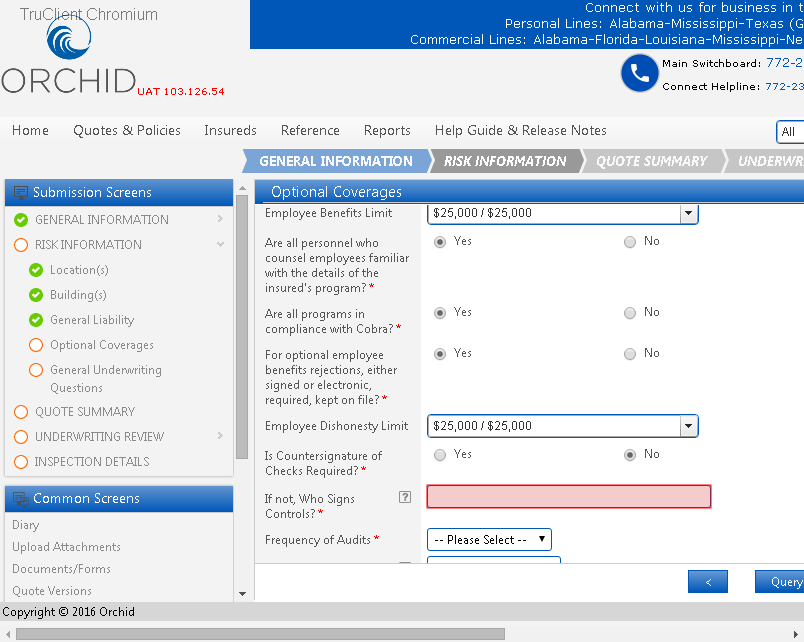 TruClient Chromium
Connect with us for business in t
Personal Lines: Alabama-Mississippi-Texas (G
Commercial Lines: Alabama-Florida-Louisiana-Mississippi-Ne
ORCHID
UAT 103.126.54
Main Switchboard: 772-2
Connect Helpline: 772-23
Home Quotes & Policies Insureds Reference Reports Help Guide & Release Notes All
GENERAL INFORMATION RISK INFORMATION QUOTE SUMMARY UNDERWR
Submission Screens
GENERAL INFORMATION
RISK INFORMATION
Location(s)
Building(s)
General Liability
Optional Coverages
General Underwriting
Questions
QUOTE SUMMARY
UNDERWRITING REVIEW
INSPECTION DETAILS
Common Screens
Diary
Upload Attachments
Documents/Forms
Quote Versions
Optional Coverages
Employee Benefits Limit $25,000 / $25,000
Are all personnel who Yes No
counsel employees familiar
with the details of the
insured's program? *
Are all programs in Yes No
compliance with Cobra? *
For optional employee Yes No
benefits rejections, either
signed or electronic,
required, kept on file? *
Employee Dishonesty Limit $25,000 / $25,000
Is Countersignature of Yes No
Checks Required? *
If not, Who Signs ?
Controls? *
Frequency of Audits * -- Please Select --
< Query
Copyright © 2016 Orchid